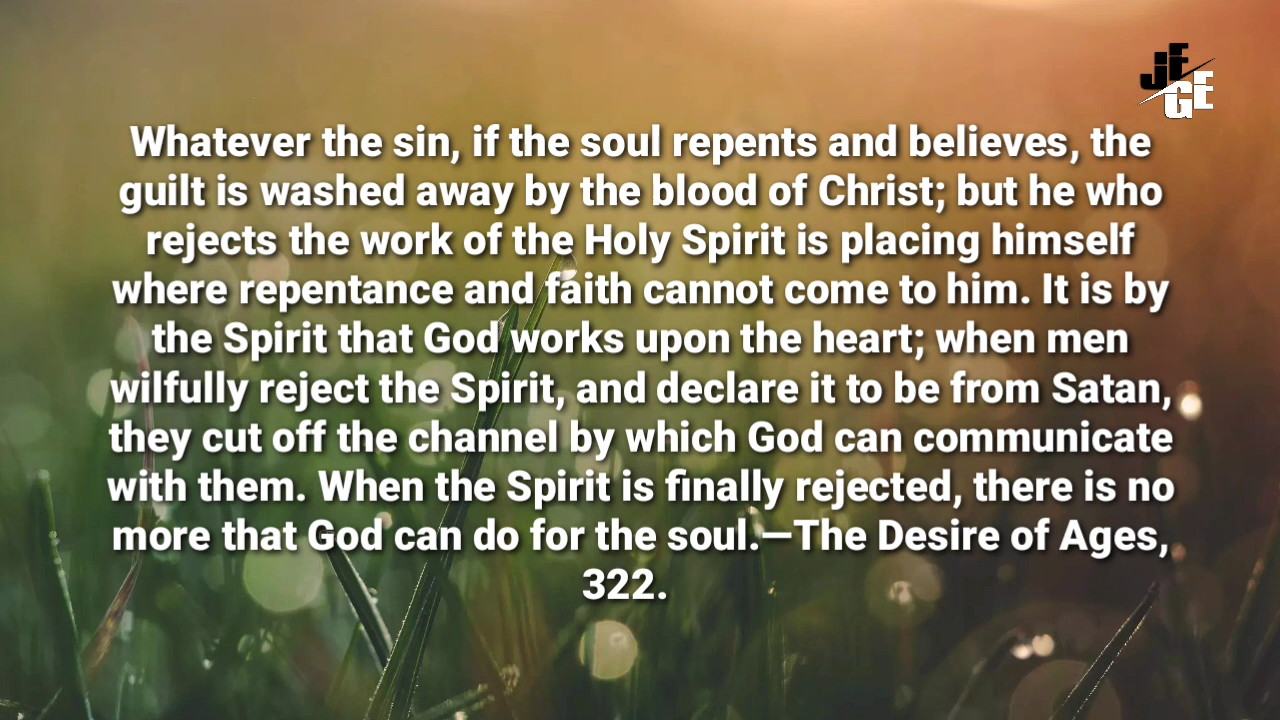 JF
GE
Whatever the sin, if the soul repents and believes, the
guilt is washed away by the blood of Christ; but he who
rejects the work of the Holy Spirit is placing himself
where repentance and faith cannot come to him. It is by
the Spirit that God works upon the heart; when men
wilfully reject the Spirit, and declare it to be from Satan,
they cut off the channel by which God can communicate
with them. When the Spirit is finally rejected, there is no
more that God can do for the soul.—The Desire of Ages,
322.